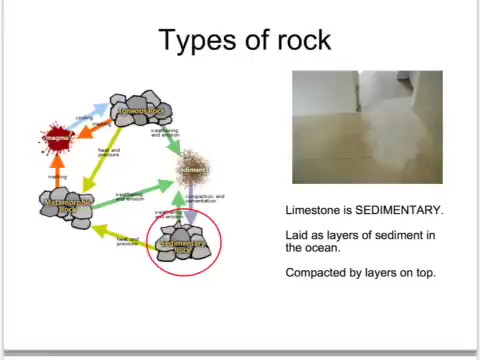 Types of rock
Igneous Rock
cooling
melting
magma
weathering
and erosion
heat and
pressure
sediment
melting
weathering
and erosion
compaction and
cementation
Metamorphic
Rock
weathering
and erosion
heat and
pressure
Sedimentary
Rock
Limestone is SEDIMENTARY.
Laid as layers of sediment in
the ocean.
Compacted by layers on top.